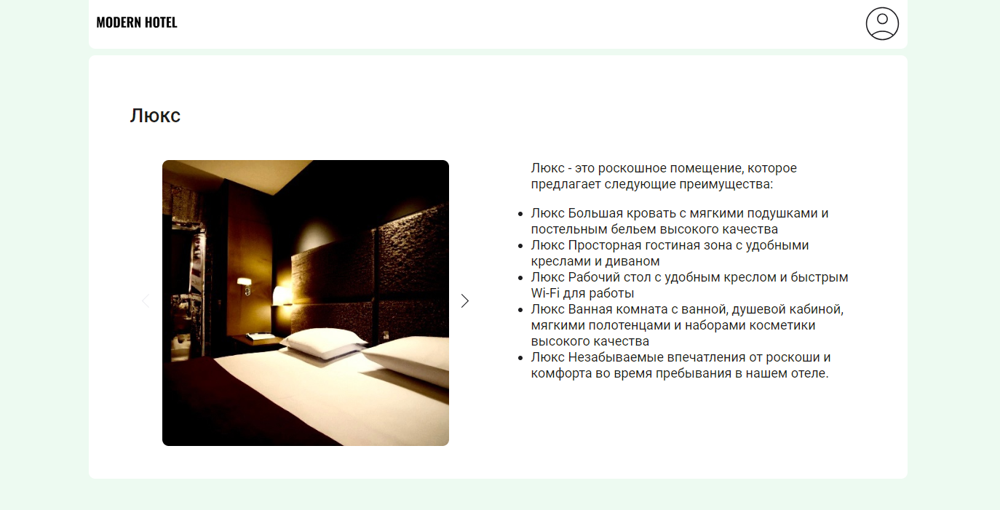 MODERN HOTEL
Люкс
Люкс - это роскошное помещение, которое
предлагает следующие преимущества:
Люкс Большая кровать с мягкими подушками и
постельным бельем высокого качества
Люкс Просторная гостиная зона с удобными
креслами и диваном
Люкс Рабочий стол с удобным креслом и быстрым
Wi-Fi для работы
Люкс Ванная комната с ванной, душевой кабиной,
мягкими полотенцами и наборами косметики
высокого качества
Люкс Незабываемые впечатления от роскоши и
комфорта во время пребывания в нашем отеле.